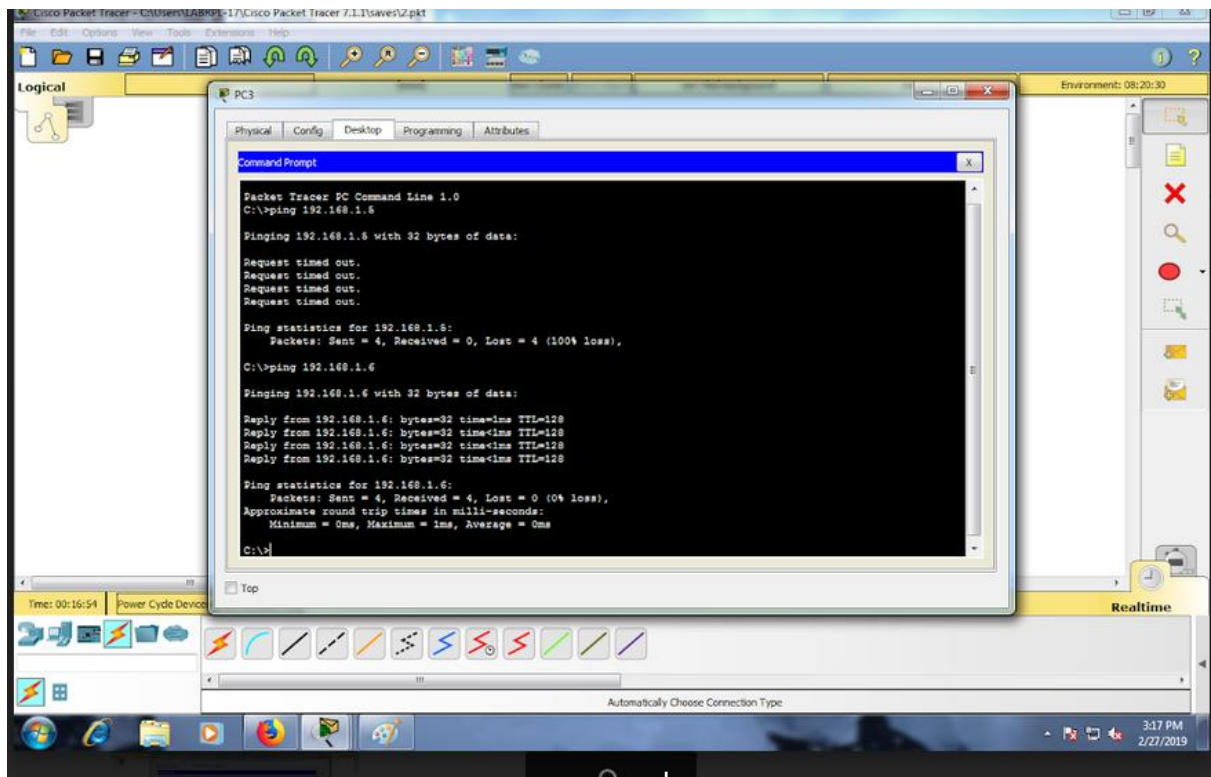 Cisco Packet Tracer - C:\Users\LABRPL-17\Cisco Packet Tracer 7.1.1\saves\2.pkt
File Edit Options View Tools Extensions Help
Logical
Environment: 08:20:30
PC3
Physical Config Desktop Programming Attributes
Command Prompt
X
Packet Tracer PC Command Line 1.0
C:\>ping 192.168.1.5
Pinging 192.168.1.5 with 32 bytes of data:
Request timed out.
Request timed out.
Request timed out.
Request timed out.
Ping statistics for 192.168.1.5:
Packets: Sent = 4, Received = 0, Lost = 4 (100% loss),
C:\>ping 192.168.1.6
Pinging 192.168.1.6 with 32 bytes of data:
Reply from 192.168.1.6: bytes=32 time=1ms TTL=128
Reply from 192.168.1.6: bytes=32 time<1ms TTL=128
Reply from 192.168.1.6: bytes=32 time<1ms TTL=128
Reply from 192.168.1.6: bytes=32 time<1ms TTL=128
Ping statistics for 192.168.1.6:
Packets: Sent = 4, Received = 4, Lost = 0 (0% loss),
Approximate round trip times in milli-seconds:
Minimum = 0ms, Maximum = 1ms, Average = 0ms
C:\>
Top
Time: 00:16:54 Power Cycle Device
Realtime
Automatically Choose Connection Type
3:17 PM
2/27/2019